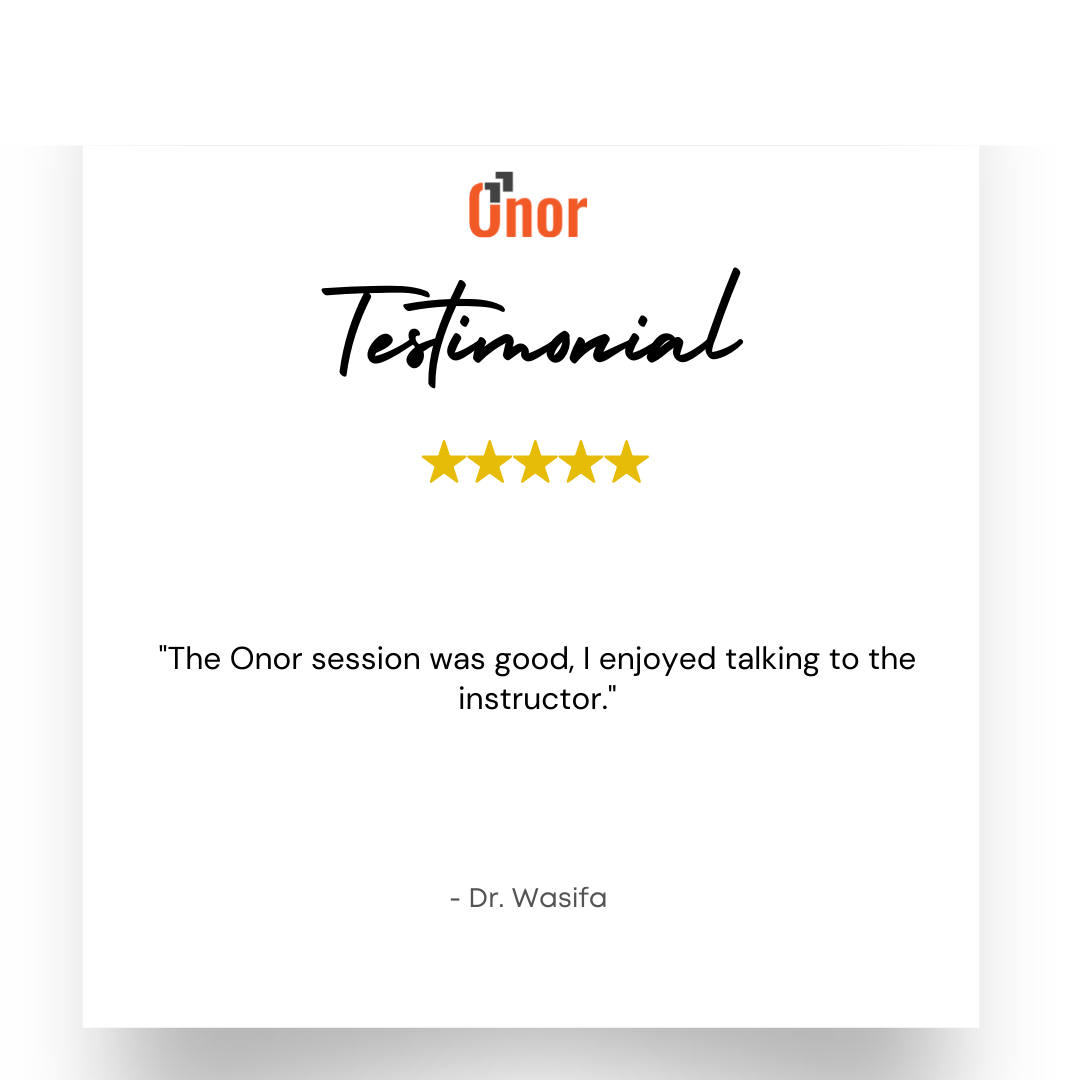 Onor
Testimonial
"The Onor session was good, I enjoyed talking to the
instructor."
- Dr. Wasifa